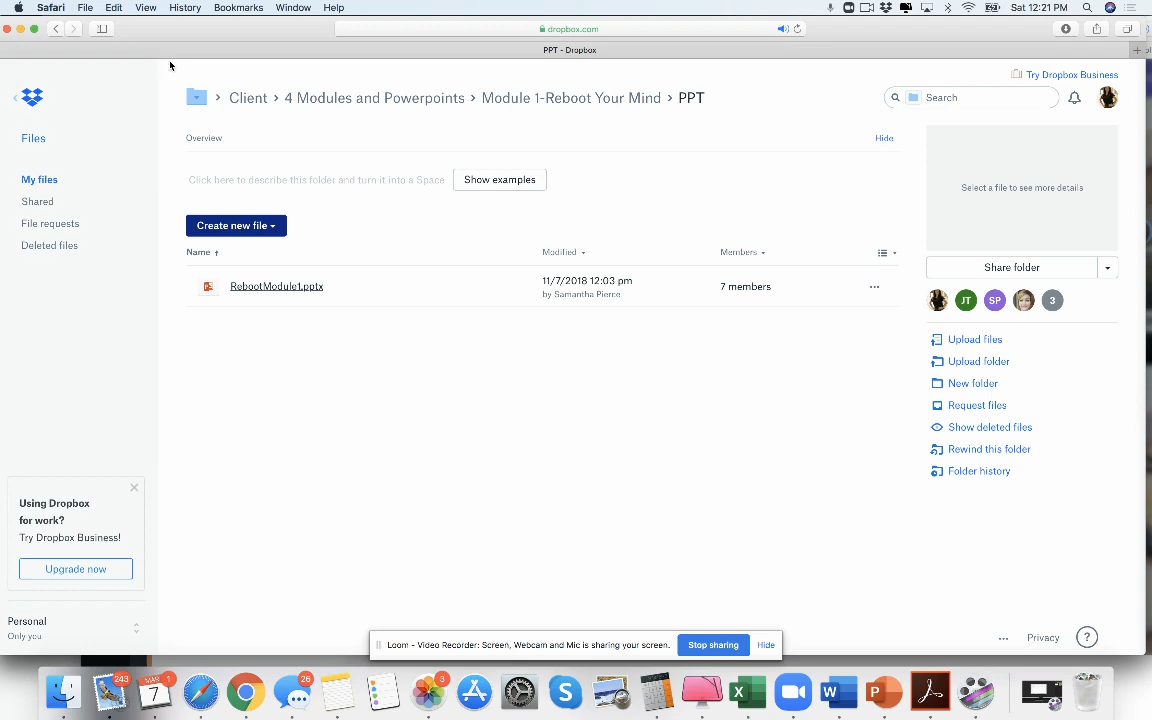 Safari File Edit View History Bookmarks Window Help
Sat 12:21 PM
dropbox.com
PPT - Dropbox
Try Dropbox Business
Client › 4 Modules and Powerpoints › Module 1-Reboot Your Mind › PPT
Search
Files
Overview
Hide
My files
Click here to describe this folder and turn it into a Space
Show examples
Select a file to see more details
Shared
File requests
Create new file
Deleted files
Name
Modified
Members
Share folder
RebootModule1.pptx
11/7/2018 12:03 pm
by Samantha Pierce
7 members
JT SP 3
Upload files
Upload folder
New folder
Request files
Show deleted files
Rewind this folder
Folder history
Using Dropbox
for work?
Try Dropbox Business!
Upgrade now
Personal
Only you
Loom - Video Recorder: Screen, Webcam and Mic is sharing your screen.
Stop sharing
Hide
Privacy
?
243 MAR 1 7 26 3